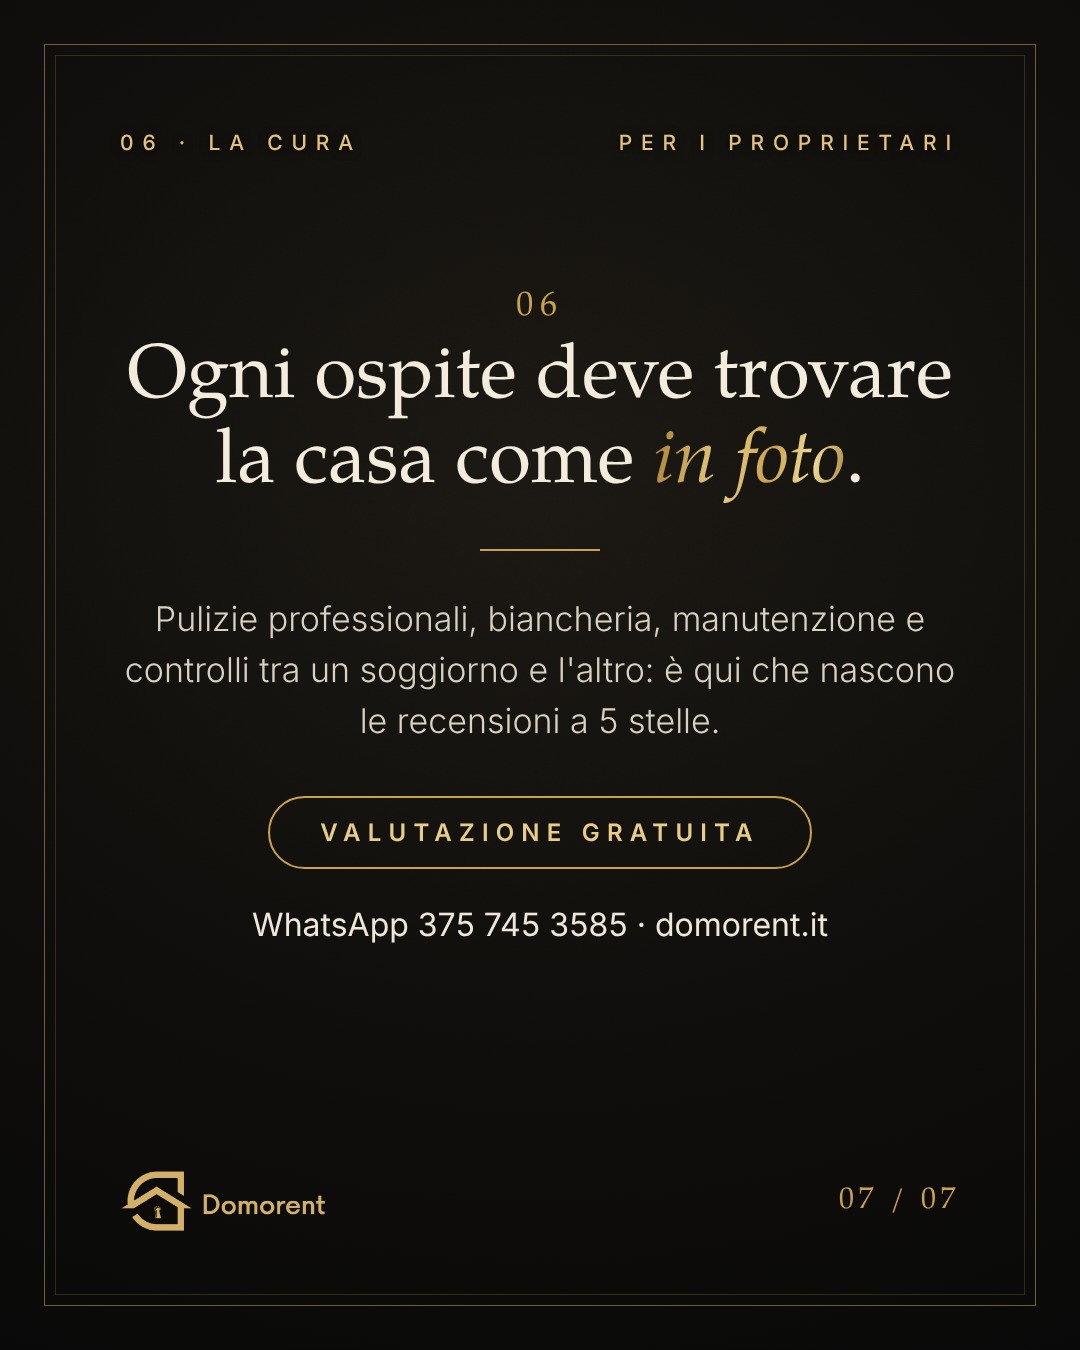 06 · LA CURA
PER I PROPRIETARI
06
Ogni ospite deve trovare
la casa come in foto.
Pulizie professionali, biancheria, manutenzione e
controlli tra un soggiorno e l'altro: è qui che nascono
le recensioni a 5 stelle.
VALUTAZIONE GRATUITA
WhatsApp 375 745 3585 · domorent.it
Domorent
07 / 07